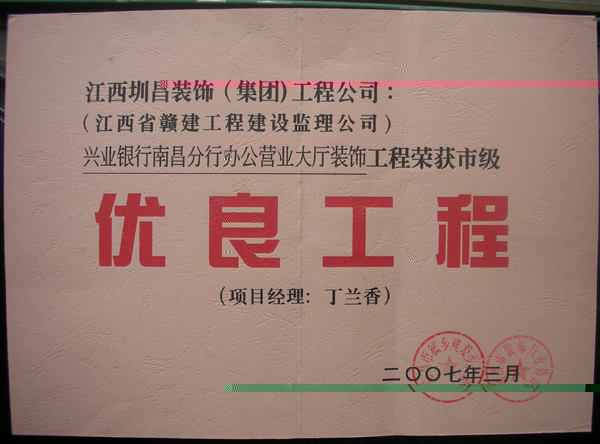 江西圳昌装饰（集团）工程公司：
（江西省赣建工程建设监理公司）
兴业银行南昌分行办公营业大厅装饰工程荣获市级
优良工程
（项目经理：丁兰香）
二〇〇七年三月